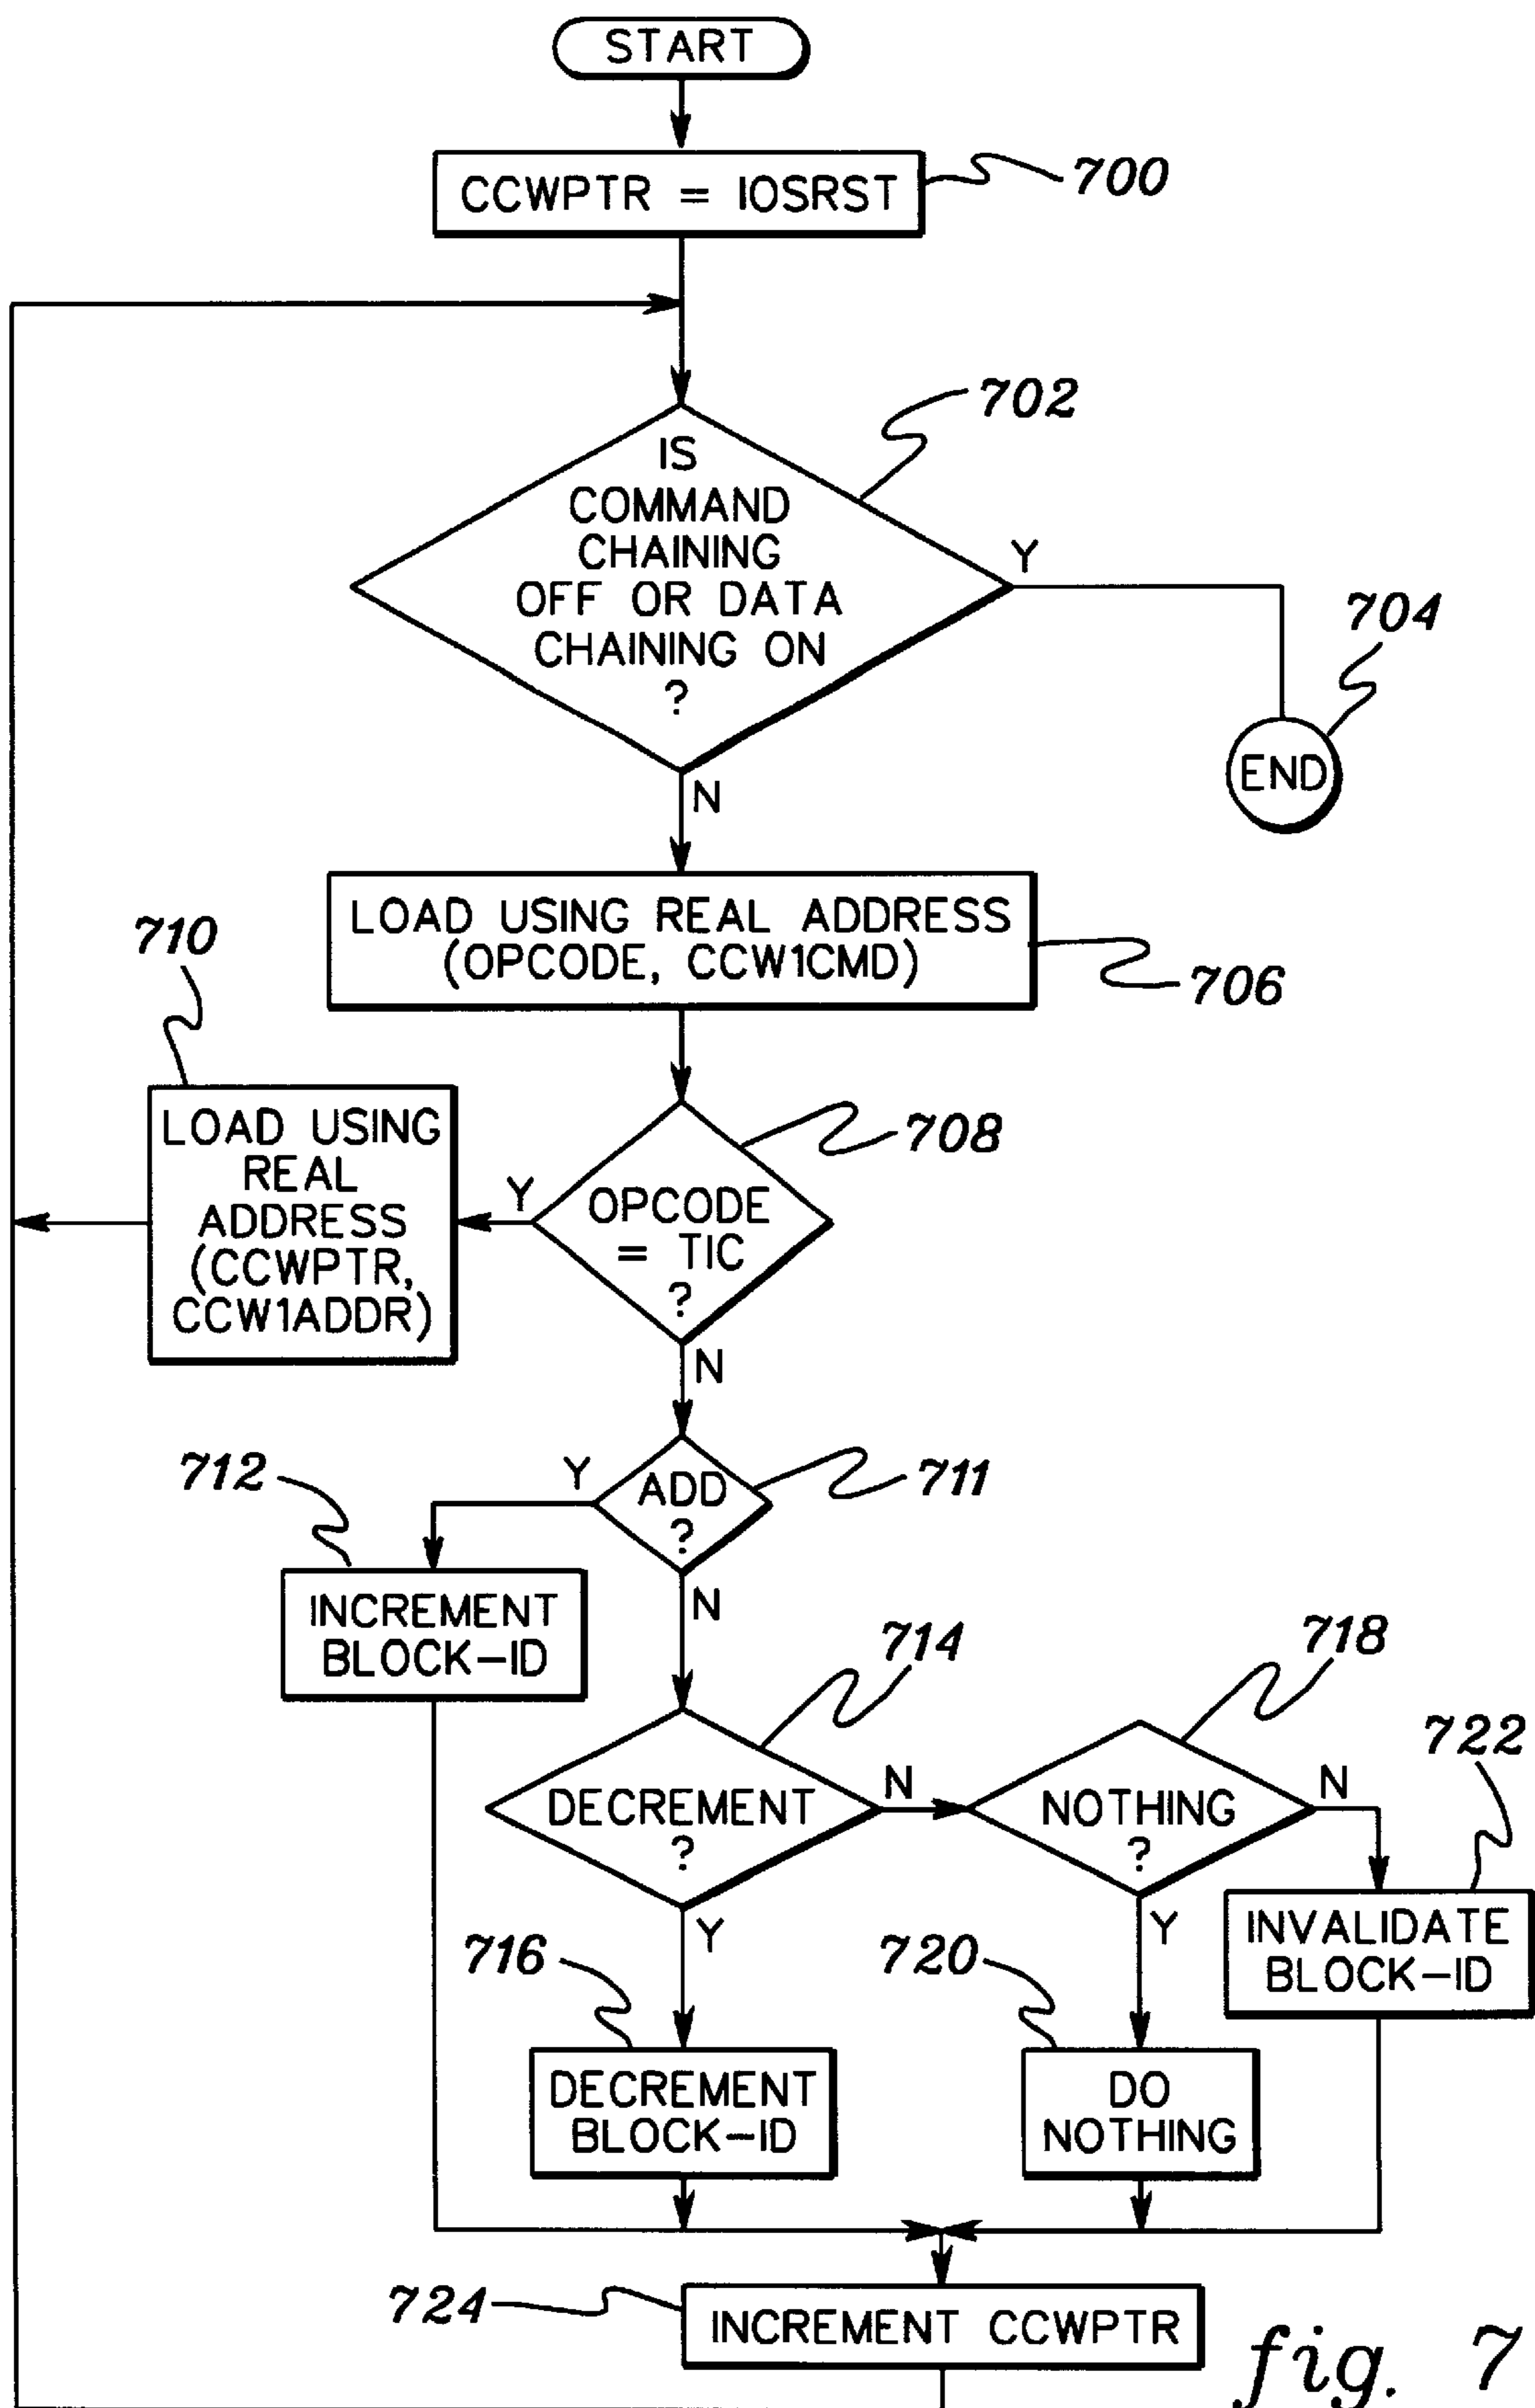 START
CCWPTR = IOSRST
700
702
IS
COMMAND
CHAINING
OFF OR DATA
CHAINING ON
?
Y
704
END
N
LOAD USING REAL ADDRESS
(OPCODE, CCW1CMD)
706
710
LOAD USING
REAL
ADDRESS
(CCWPTR,
CCW1ADDR)
Y
OPCODE
= TIC
?
708
N
712
Y
ADD
?
711
INCREMENT
BLOCK-ID
N
714
718
722
DECREMENT
?
N
NOTHING
?
N
Y
Y
716
720
INVALIDATE
BLOCK-ID
DECREMENT
BLOCK-ID
DO
NOTHING
724
INCREMENT CCWPTR
fig. 7